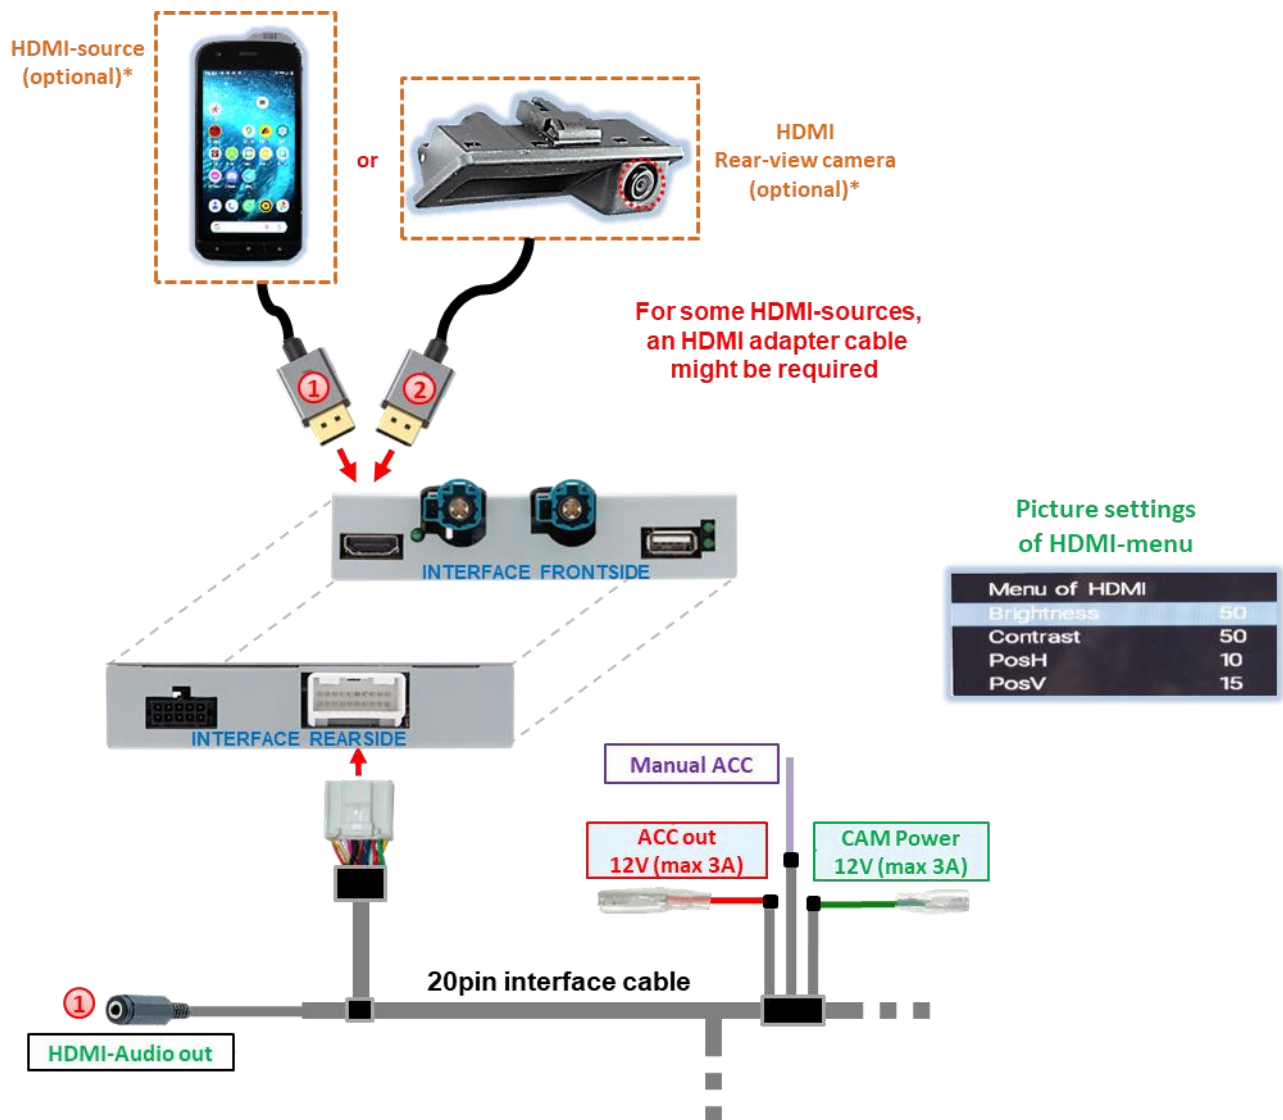 HDMI-source
(optional)*
or
HDMI
Rear-view camera
(optional)*
For some HDMI-sources,
an HDMI adapter cable
might be required
1
2
INTERFACE FRONTSIDE
Picture settings
of HDMI-menu
Menu of HDMI
Brightness 50
Contrast 50
PosH 10
PosV 15
INTERFACE REARSIDE
Manual ACC
ACC out
12V (max 3A)
CAM Power
12V (max 3A)
20pin interface cable
1
HDMI-Audio out